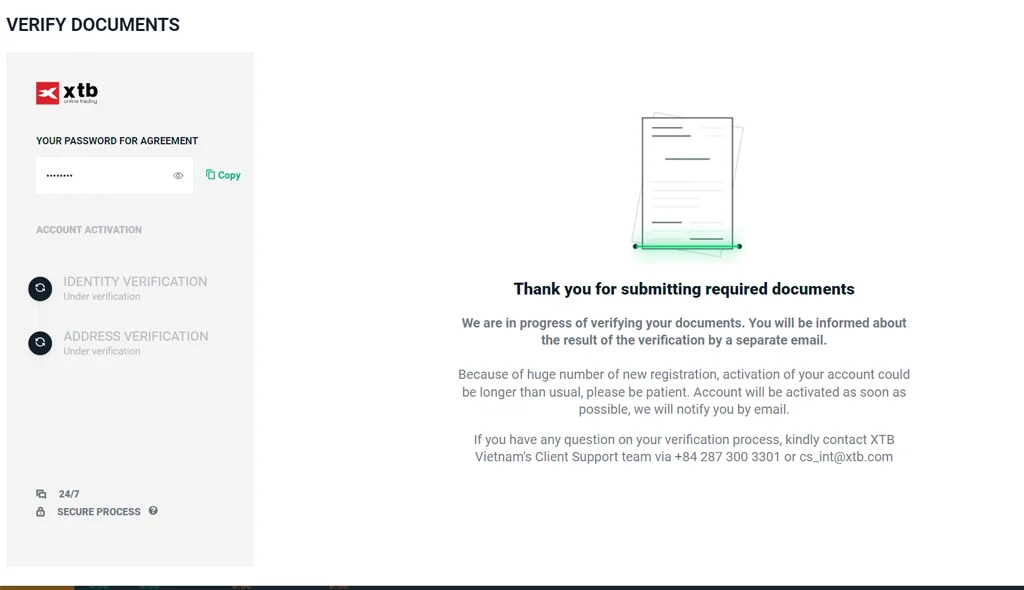 VERIFY DOCUMENTS
xtb
online trading
YOUR PASSWORD FOR AGREEMENT
••••••••
Copy
ACCOUNT ACTIVATION
IDENTITY VERIFICATION
Under verification
ADDRESS VERIFICATION
Under verification
24/7
SECURE PROCESS
Thank you for submitting required documents
We are in progress of verifying your documents. You will be informed about
the result of the verification by a separate email.
Because of huge number of new registration, activation of your account could
be longer than usual, please be patient. Account will be activated as soon as
possible, we will notify you by email.
If you have any question on your verification process, kindly contact XTB
Vietnam's Client Support team via +84 287 300 3301 or cs_int@xtb.com